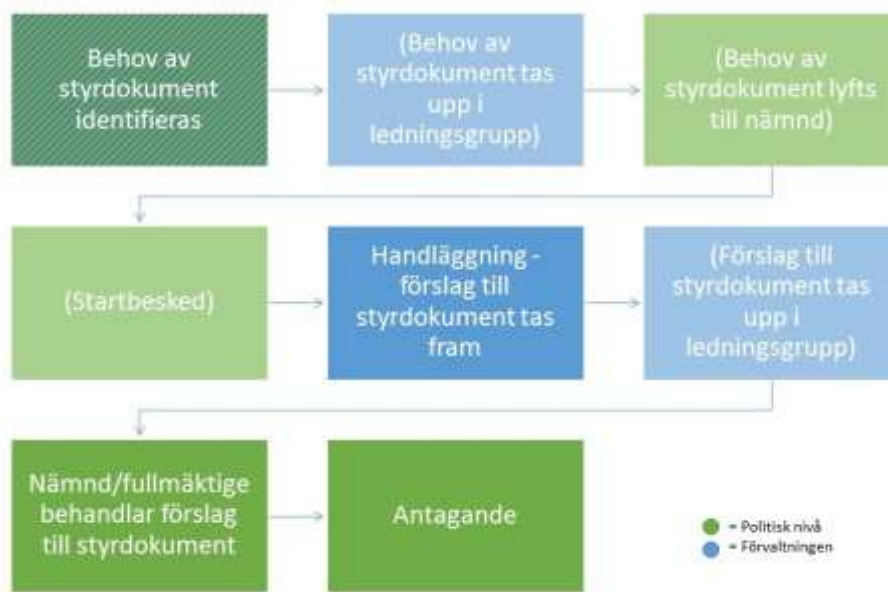 Behov av
styrdokument
identifieras
(Behov av
styrdokument tas
upp i
ledningsgrupp)
(Behov av
styrdokument lyfts
till nämnd)
(Startbesked)
Handläggning -
förslag till
styrdokument tas
fram
(Förslag till
styrdokument tas
upp i
ledningsgrupp)
Nämnd/fullmäktige
behandlar förslag
till styrdokument
Antagande
= Politisk nivå
= Förvaltningen